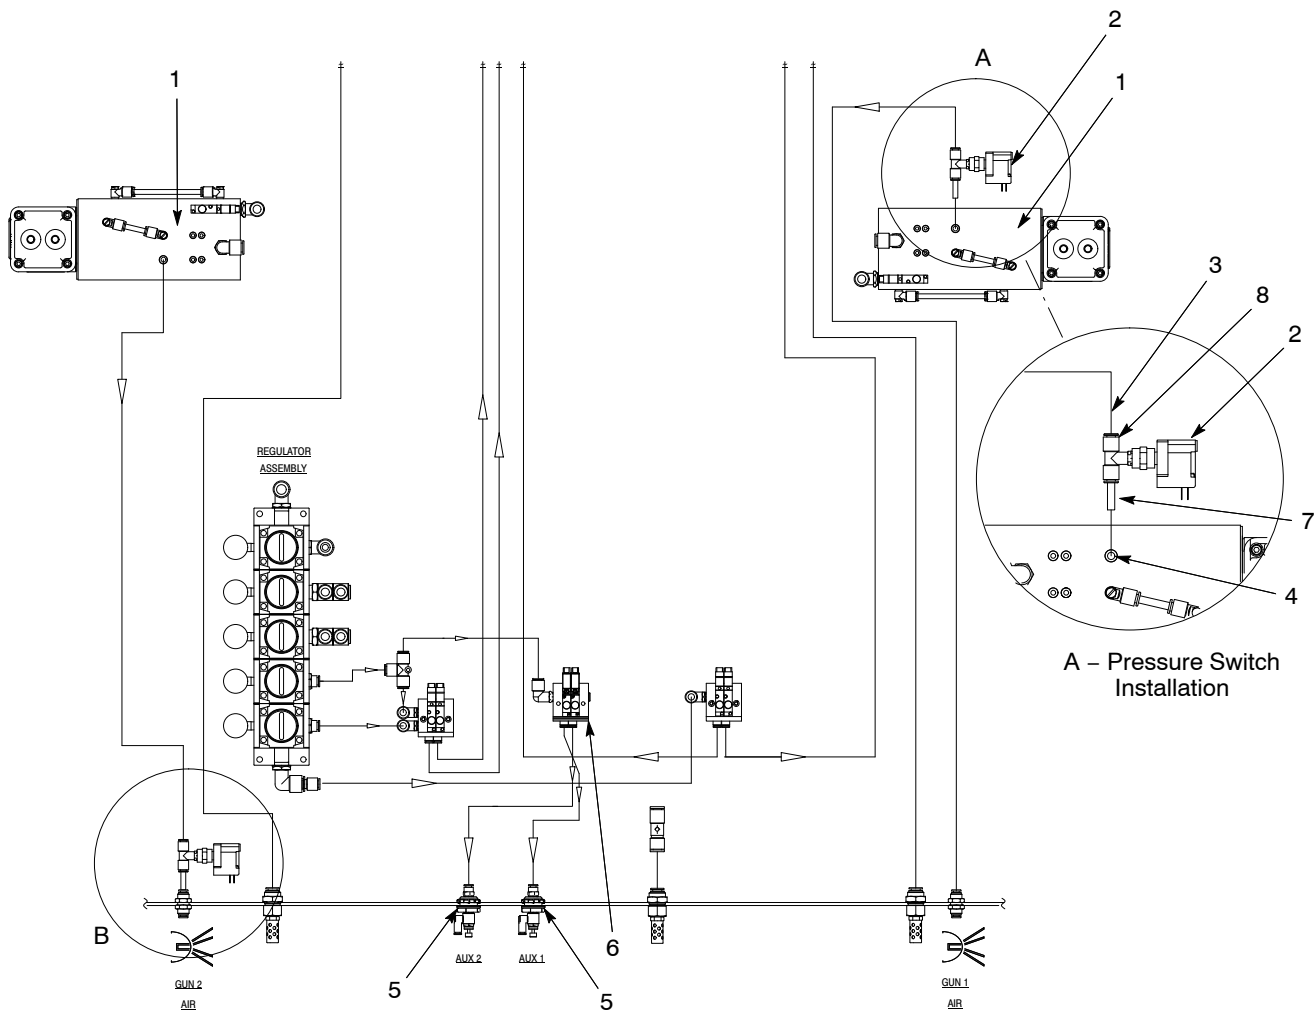 2
A
1
1
3
8
2
REGULATOR
ASSEMBLY
7
4
A – Pressure Switch
Installation
B
5
AUX 2
AUX 1
6
5
GUN 2
AIR
GUN 1
AIR